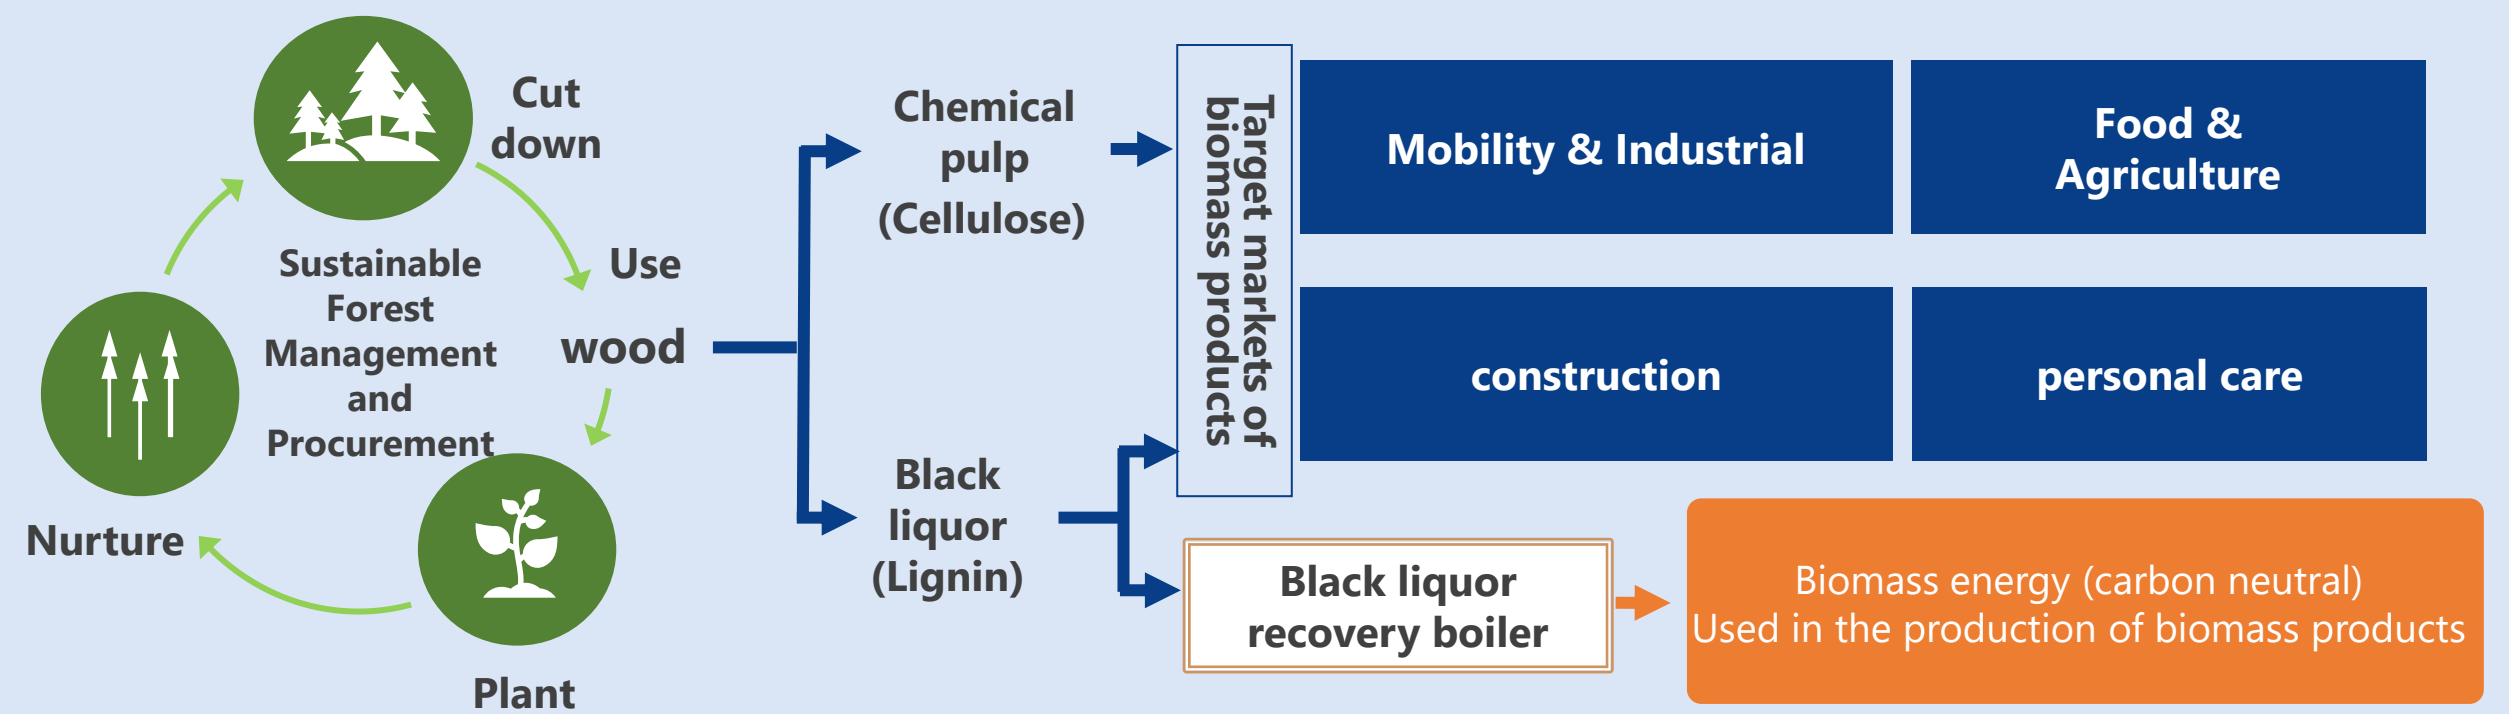 Cut
down
Use
wood
Sustainable
Forest
Management
and
Procurement
Nurture
Plant
Chemical
pulp
(Cellulose)
Black
liquor
(Lignin)
Target markets of
biomass products
Mobility & Industrial
Food &
Agriculture
construction
personal care
Black liquor
recovery boiler
Biomass energy (carbon neutral)
Used in the production of biomass products